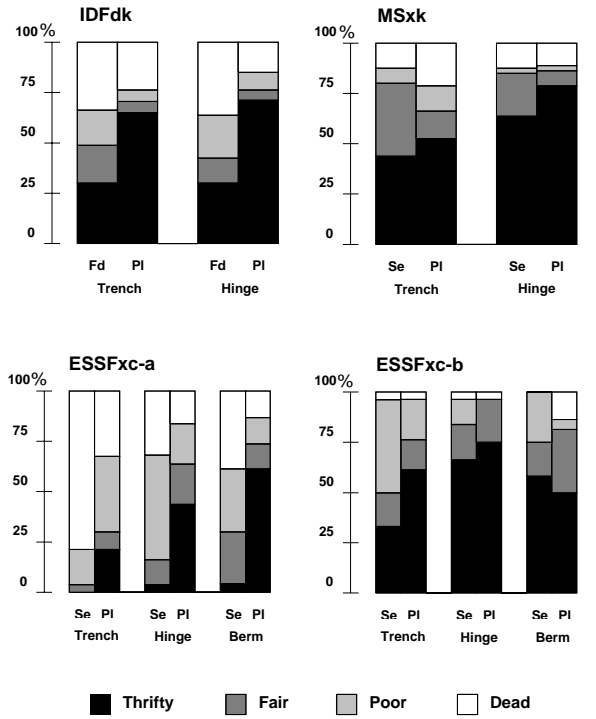 IDFdk
100%
75
50
25
0
Fd Pl Fd Pl
Trench Hinge
MSxk
100%
75
50
25
0
Se Pl Se Pl
Trench Hinge
ESSFxc-a
100%
75
50
25
0
Se Pl Se Pl Se Pl
Trench Hinge Berm
ESSFxc-b
100%
75
50
25
0
Se Pl Se Pl Se Pl
Trench Hinge Berm
Thrifty Fair Poor Dead